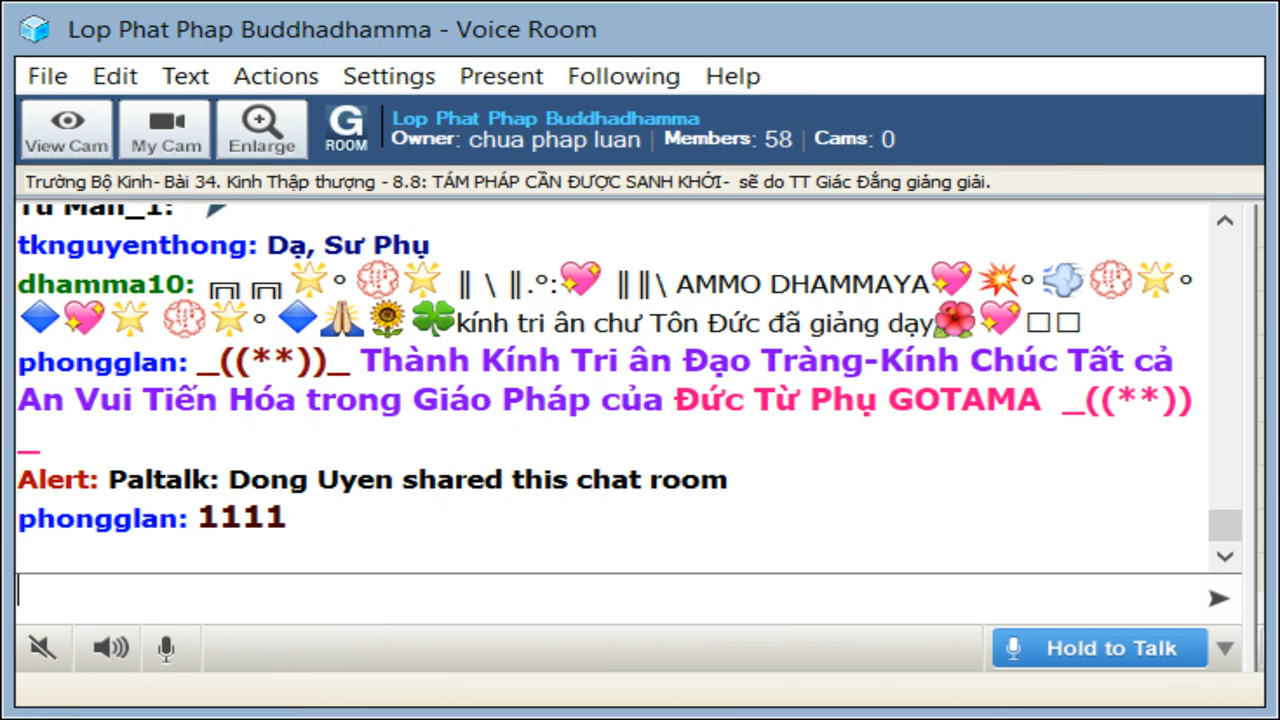 Lop Phat Phap Buddhadhamma - Voice Room
File Edit Text Actions Settings Present Following Help
View Cam My Cam Enlarge G ROOM
Lop Phat Phap Buddhadhamma
Owner: chua phap luan | Members: 58 | Cams: 0
Trường Bộ Kinh- Bài 34. Kinh Thập thượng - 8.8: TÁM PHÁP CẦN ĐƯỢC SANH KHỞI- sẽ do TT Giác Đẳng giảng giải.
Tu Man_1:
tknguyenthong: Dạ, Sư Phụ
dhamma10: ╔╗ ╔╗🌟° 💮🌟 ║ \ ║.°:💖 ║║\ AMMO DHAMMAYA💖💥° 💨💮🌟°
🔷💖🌟 💮🌟° 🔷🙏🏼🌻🍀kính tri ân chư Tôn Đức đã giảng dạy🌺💖☐☐
phongglan: _((**))_ Thành Kính Tri ân Đạo Tràng-Kính Chúc Tất cả
An Vui Tiến Hóa trong Giáo Pháp của Đức Từ Phụ GOTAMA _((**))
_
Alert: Paltalk: Dong Uyen shared this chat room
phongglan: 1111
Hold to Talk